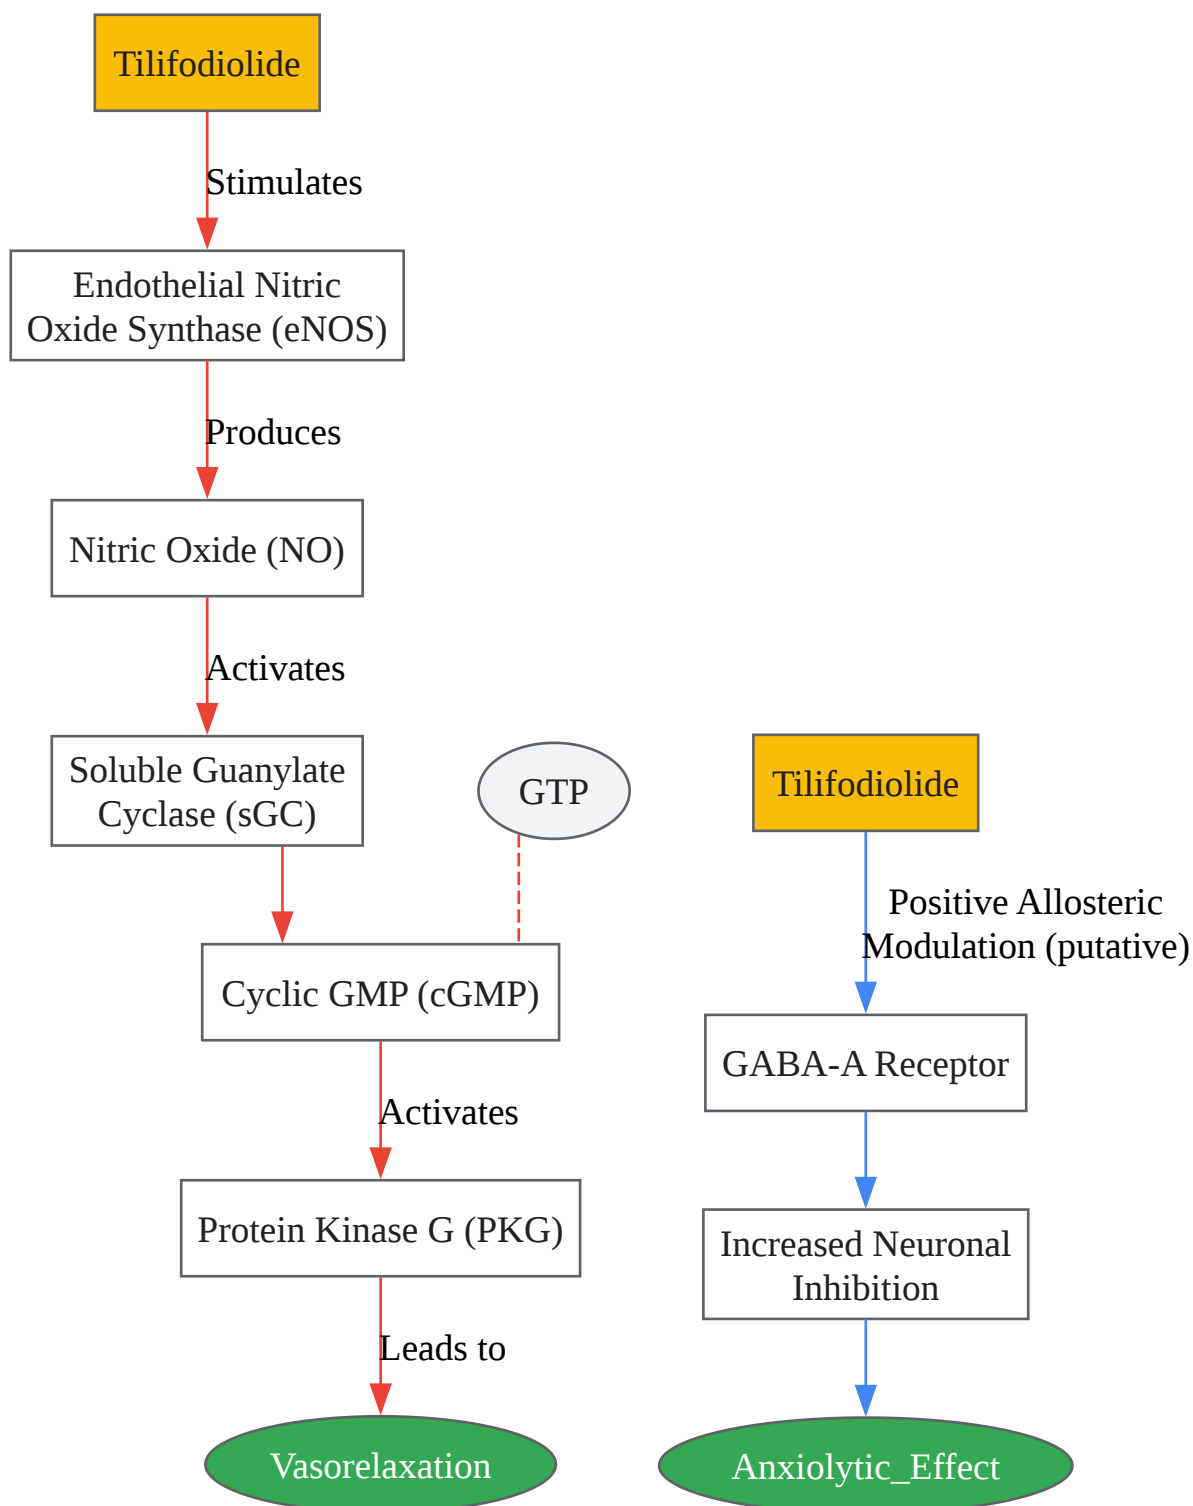 Tilifodiolide
Stimulates
Endothelial Nitric
Oxide Synthase (eNOS)
Produces
Nitric Oxide (NO)
Activates
Soluble Guanylate
Cyclase (sGC)
GTP
Cyclic GMP (cGMP)
Activates
Protein Kinase G (PKG)
Leads to
Vasorelaxation
Tilifodiolide
Positive Allosteric
Modulation (putative)
GABA-A Receptor
Increased Neuronal
Inhibition
Anxiolytic_Effect